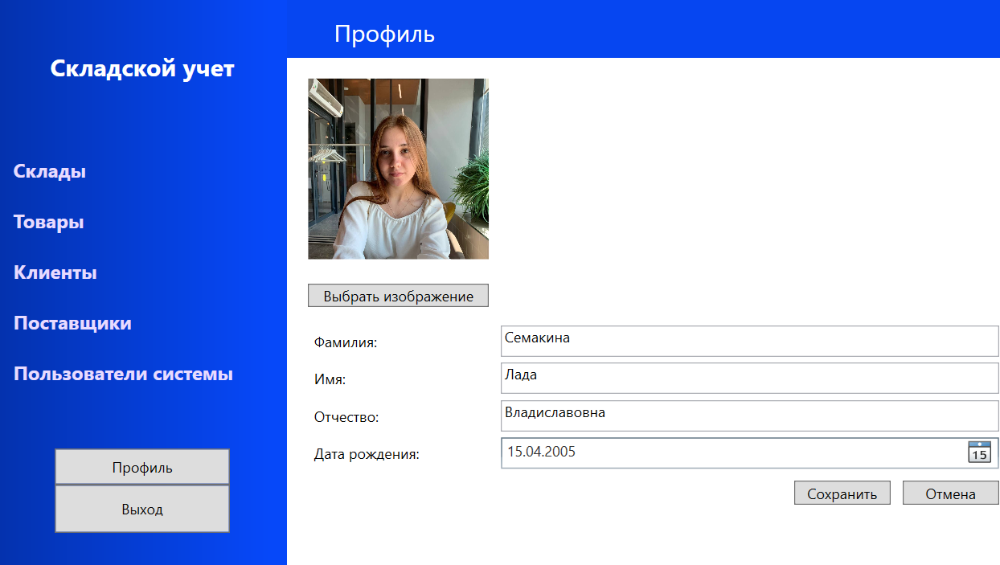 Складской учет
Склады
Товары
Клиенты
Поставщики
Пользователи системы
Профиль
Выход
Профиль
Выбрать изображение
Фамилия: Семакина
Имя: Лада
Отчество: Владиславовна
Дата рождения: 15.04.2005 15
Сохранить Отмена